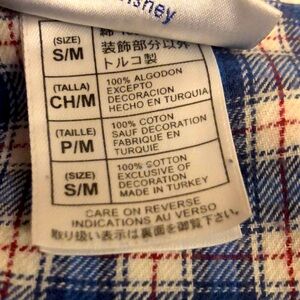 isney
(SIZE)
S/M
綿 100%
装飾部分以外
トルコ製
(TALLA)
CH/M
100% ALGODON
EXCEPTO
DECORACION
HECHO EN TURQUIA
(TAILLE)
P/M
100% COTON
SAUF DECORATION
FABRIQUE EN
TURQUIE
(SIZE)
S/M
100% COTTON
EXCLUSIVE OF
DECORATION
MADE IN TURKEY
CARE ON REVERSE
INDICATIONS AU VERSO
取り扱い表示は裏面を御覧下さい。